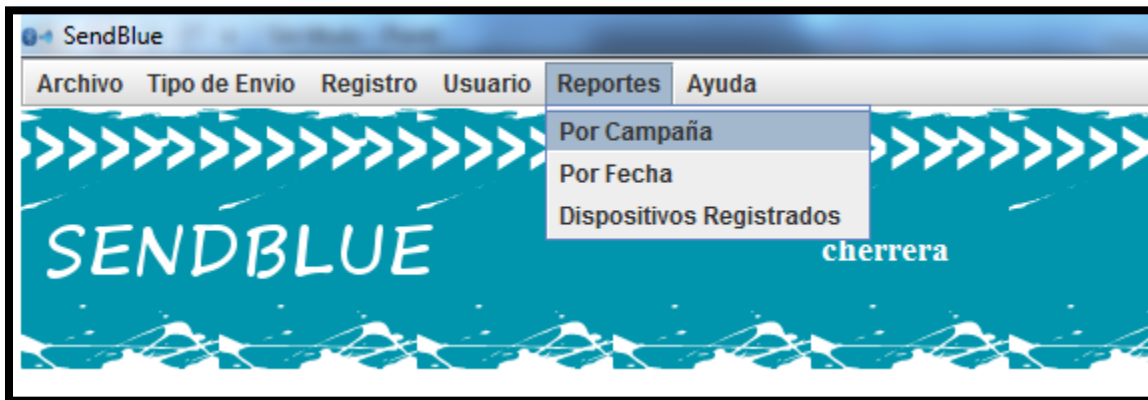 SendBlue
Archivo Tipo de Envio Registro Usuario Reportes Ayuda
Por Campaña
Por Fecha
Dispositivos Registrados
SENDBLUE
cherrera